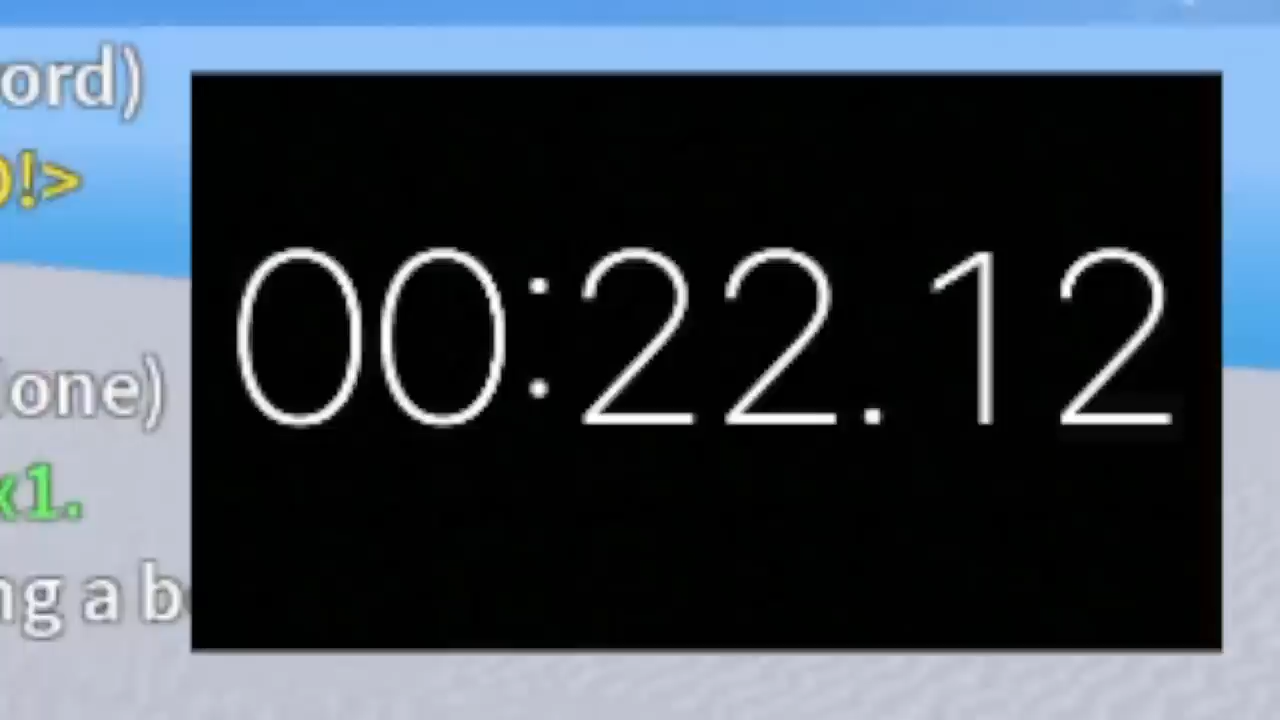 ord)
!>
00:22.12
(one)
x1.
ng a b